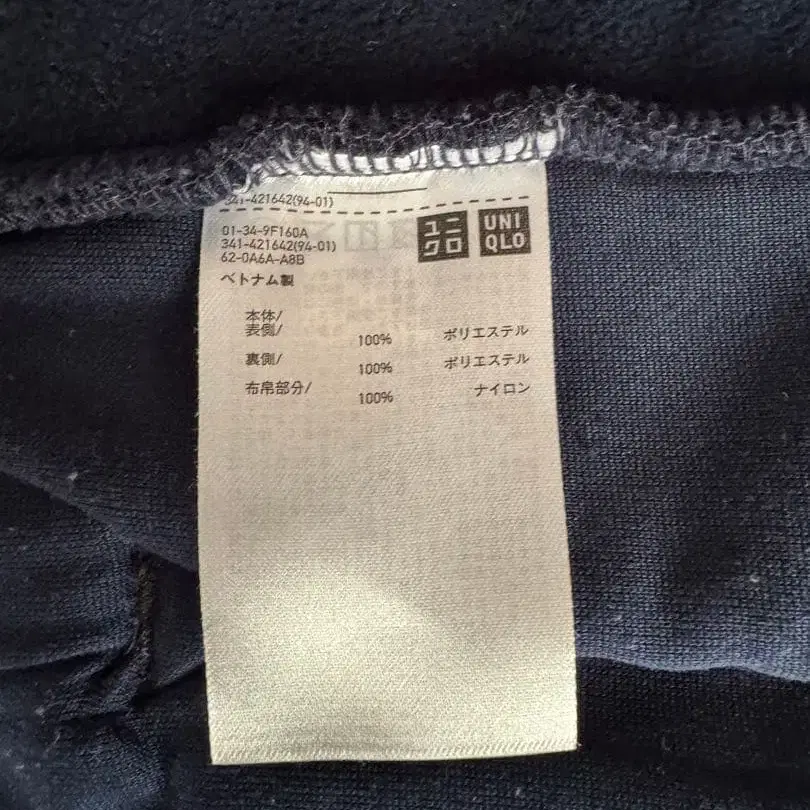 341-421642(94-01)
01-34-9F160A
341-421642(94-01)
62-0A6A-A8B
ユニクロ
UNIQLO
ベトナム製
本体/
表側/ 100% ポリエステル
裏側/ 100% ポリエステル
布帛部分/ 100% ナイロン